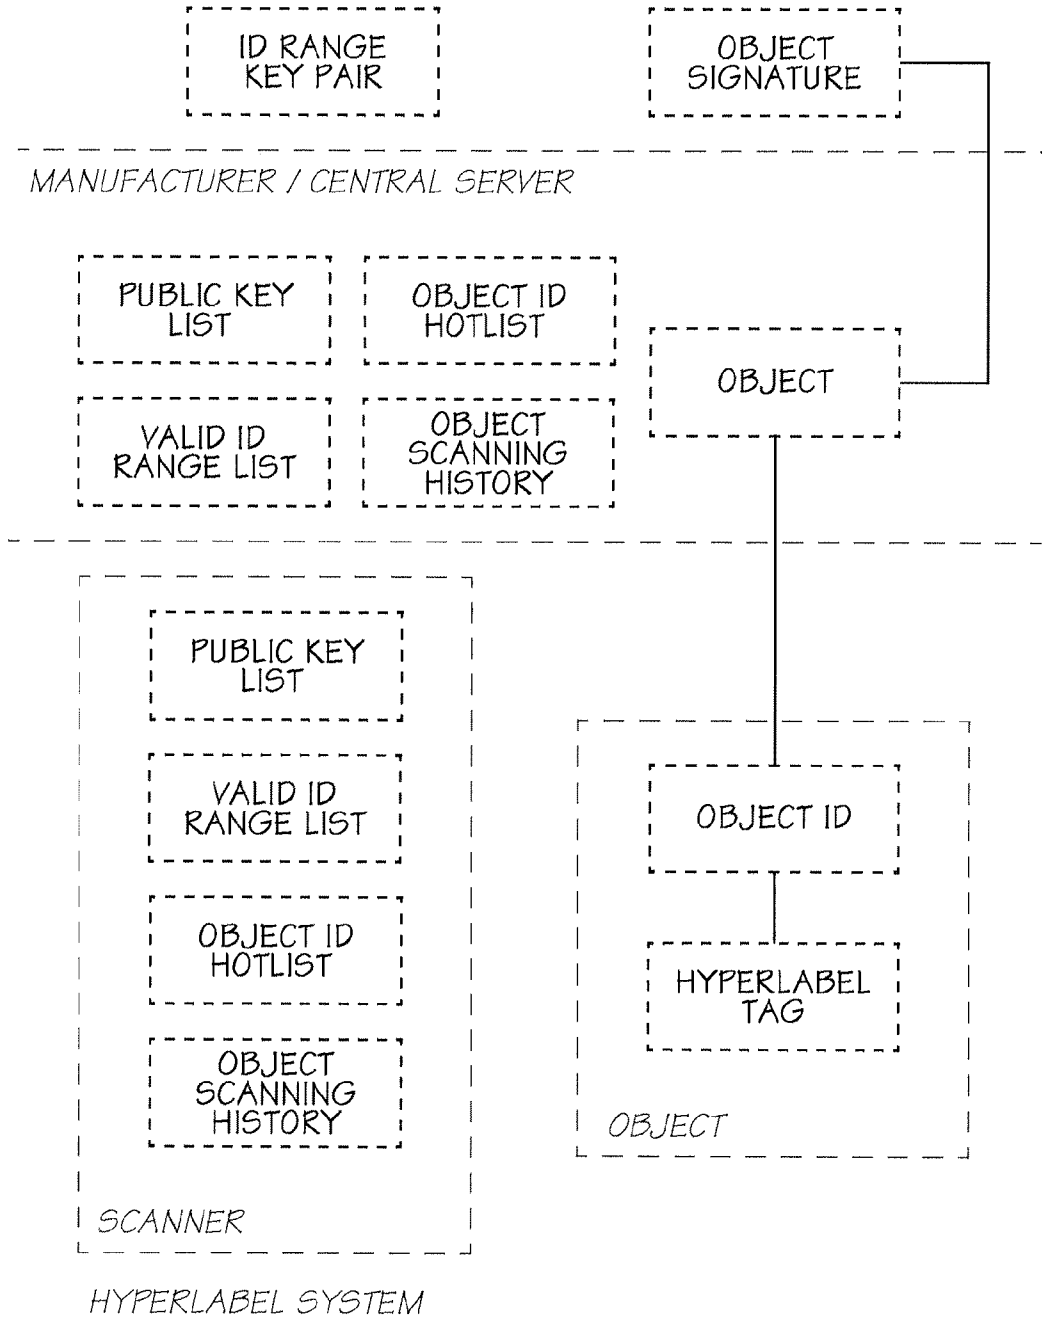 ID RANGE
KEY PAIR
OBJECT
SIGNATURE
MANUFACTURER / CENTRAL SERVER
PUBLIC KEY
LIST
OBJECT ID
HOTLIST
OBJECT
VALID ID
RANGE LIST
OBJECT
SCANNING
HISTORY
PUBLIC KEY
LIST
VALID ID
RANGE LIST
OBJECT ID
HOTLIST
OBJECT
SCANNING
HISTORY
SCANNER
OBJECT ID
HYPERLABEL
TAG
OBJECT
HYPERLABEL SYSTEM